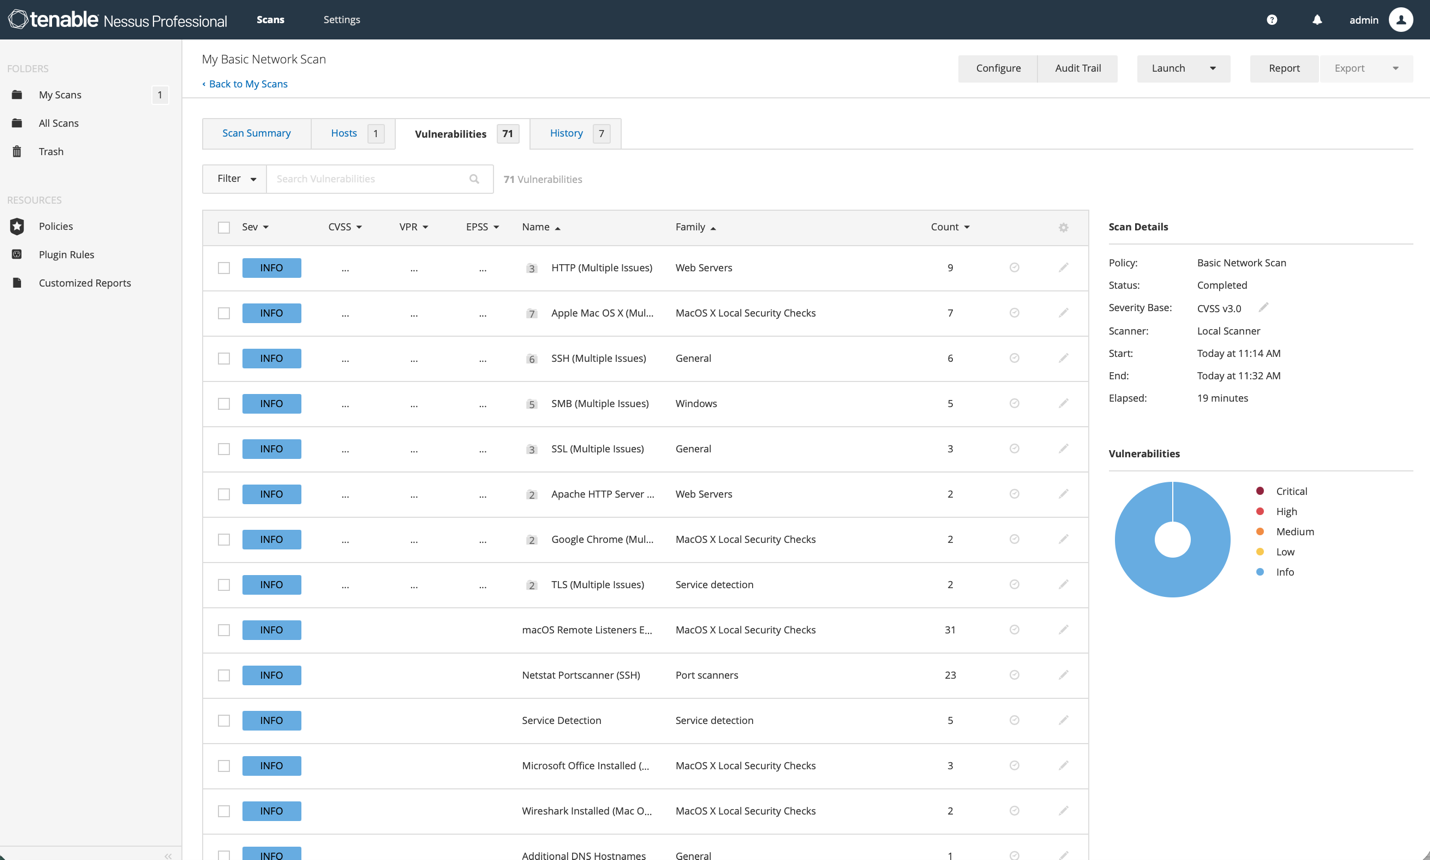 tenable Nessus Professional Scans Settings admin
FOLDERS
My Scans 1
All Scans
Trash
RESOURCES
Policies
Plugin Rules
Customized Reports
My Basic Network Scan
‹ Back to My Scans
Configure Audit Trail Launch Report Export
Scan Summary Hosts 1 Vulnerabilities 71 History 7
Filter Search Vulnerabilities 71 Vulnerabilities
Sev CVSS VPR EPSS Name Family Count
INFO ... ... ... 3 HTTP (Multiple Issues) Web Servers 9
INFO ... ... ... 7 Apple Mac OS X (Mul... MacOS X Local Security Checks 7
INFO ... ... ... 6 SSH (Multiple Issues) General 6
INFO ... ... ... 5 SMB (Multiple Issues) Windows 5
INFO ... ... ... 3 SSL (Multiple Issues) General 3
INFO ... ... ... 2 Apache HTTP Server ... Web Servers 2
INFO ... ... ... 2 Google Chrome (Mul... MacOS X Local Security Checks 2
INFO ... ... ... 2 TLS (Multiple Issues) Service detection 2
INFO macOS Remote Listeners E... MacOS X Local Security Checks 31
INFO Netstat Portscanner (SSH) Port scanners 23
INFO Service Detection Service detection 5
INFO Microsoft Office Installed (... MacOS X Local Security Checks 3
INFO Wireshark Installed (Mac O... MacOS X Local Security Checks 2
INFO Additional DNS Hostnames General 1
Scan Details
Policy: Basic Network Scan
Status: Completed
Severity Base: CVSS v3.0
Scanner: Local Scanner
Start: Today at 11:14 AM
End: Today at 11:32 AM
Elapsed: 19 minutes
Vulnerabilities
Critical
High
Medium
Low
Info